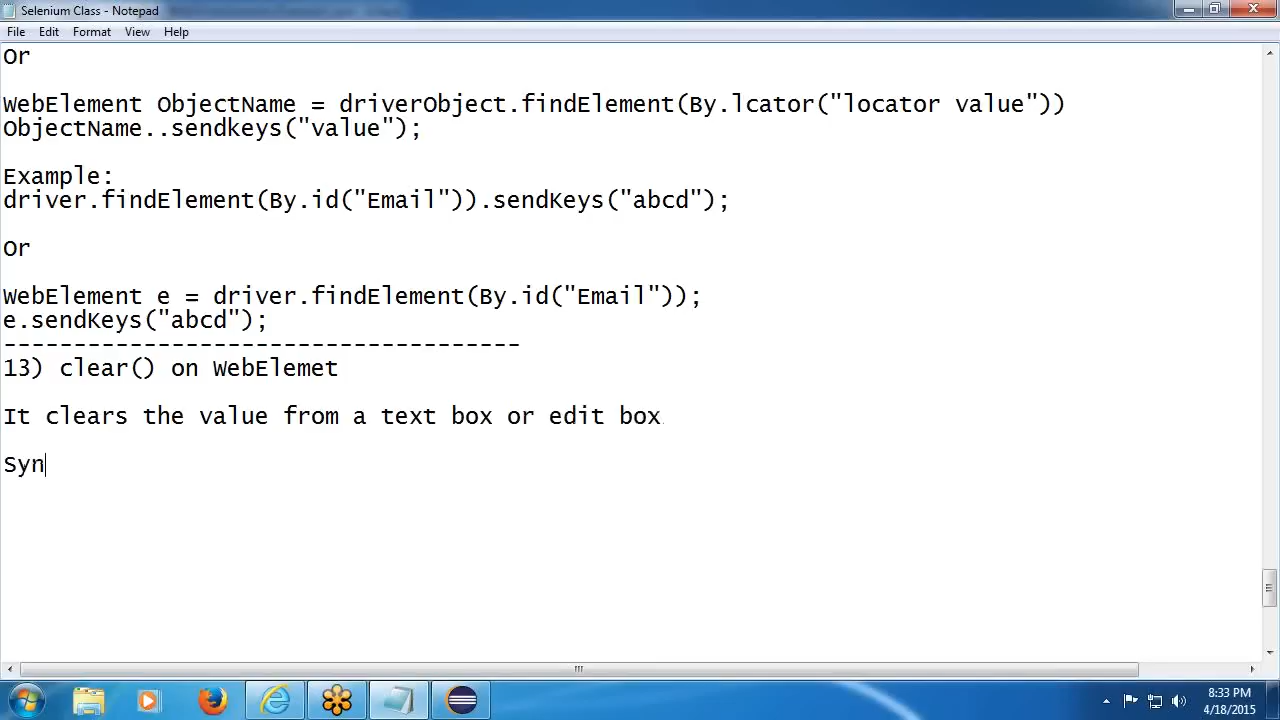 Selenium Class - Notepad
File Edit Format View Help
Or
WebElement ObjectName = driverObject.findElement(By.lcator("locator value"))
ObjectName..sendkeys("value");
Example:
driver.findElement(By.id("Email")).sendKeys("abcd");
Or
WebElement e = driver.findElement(By.id("Email"));
e.sendKeys("abcd");
-------------------------------------
13) clear() on WebElemet
It clears the value from a text box or edit box
Syn
8:33 PM
4/18/2015